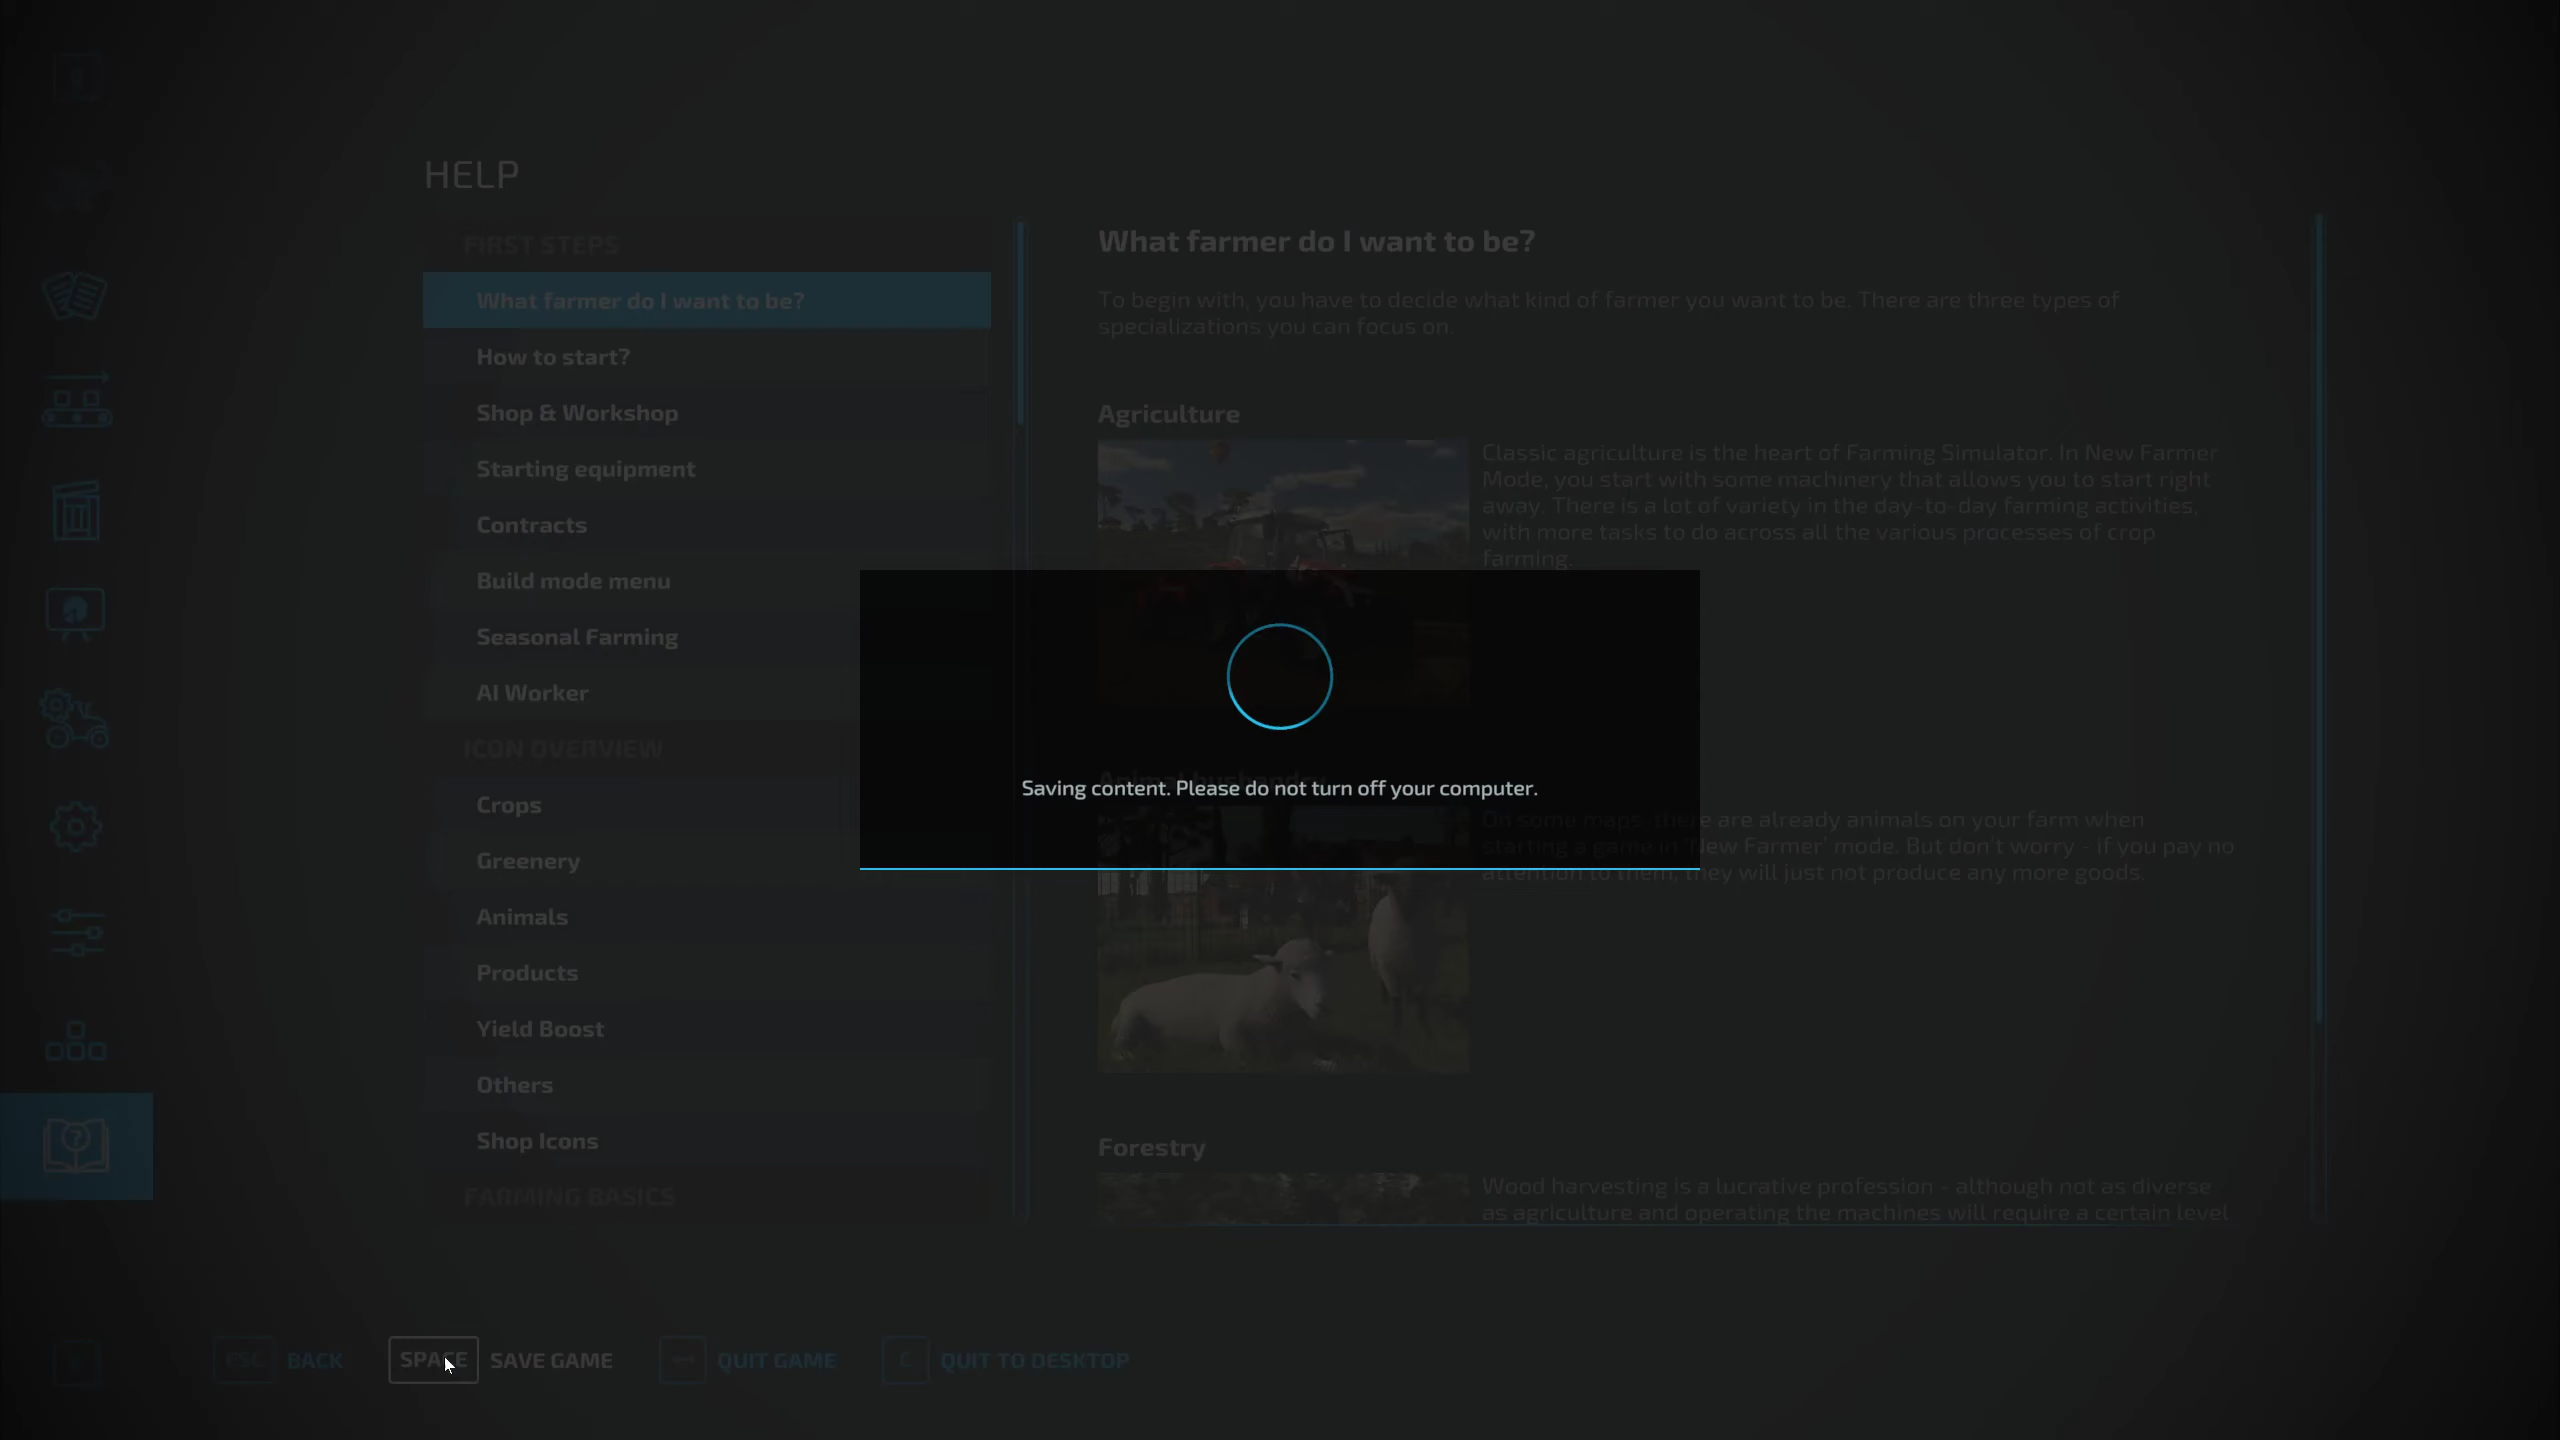 HELP
FIRST STEPS
What farmer do I want to be?
How to start?
Shop & Workshop
Starting equipment
Contracts
Build mode menu
Seasonal Farming
AI Worker
ICON OVERVIEW
Crops
Greenery
Animals
Products
Yield Boost
Others
Shop Icons
FARMING BASICS
What farmer do I want to be?
To begin with, you have to decide what kind of farmer you want to be. There are three types of
specializations you can focus on.
Agriculture
Classic agriculture is the heart of Farming Simulator. In New Farmer
Mode, you start with some machinery that allows you to start right
away. There is a lot of variety in the day-to-day farming activities,
with more tasks to do across all the various processes of crop
farming.
Saving content. Please do not turn off your computer.
Animal husbandry
On some maps, there are already animals on your farm when
starting a game in 'New Farmer' mode. But don't worry - if you pay no
attention to them, they will just not produce any more goods.
Forestry
Wood harvesting is a lucrative profession - although not as diverse
as agriculture and operating the machines will require a certain level
ESC BACK SPACE SAVE GAME QUIT GAME QUIT TO DESKTOP